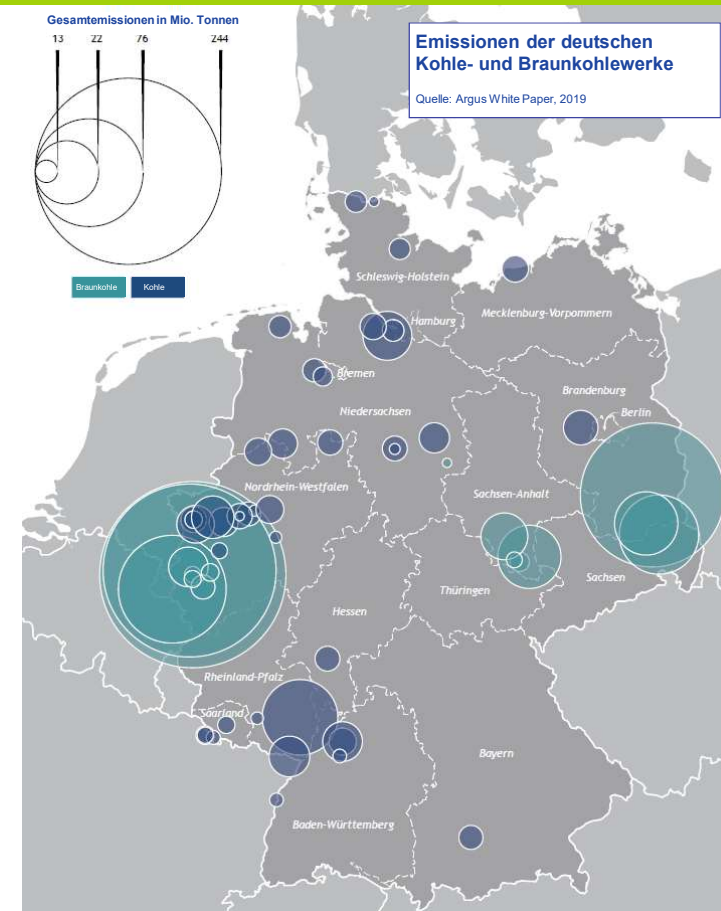 Gesamtemissionen in Mio. Tonnen
13 22 76 244
Emissionen der deutschen
Kohle- und Braunkohlewerke
Quelle: Argus White Paper, 2019
Braunkohle Kohle
Schleswig-Holstein
Mecklenburg-Vorpommern
Hamburg
Bremen
Brandenburg
Niedersachsen
Berlin
Nordrhein-Westfalen
Sachsen-Anhalt
Sachsen
Thüringen
Hessen
Rheinland-Pfalz
Saarland
Bayern
Baden-Württemberg